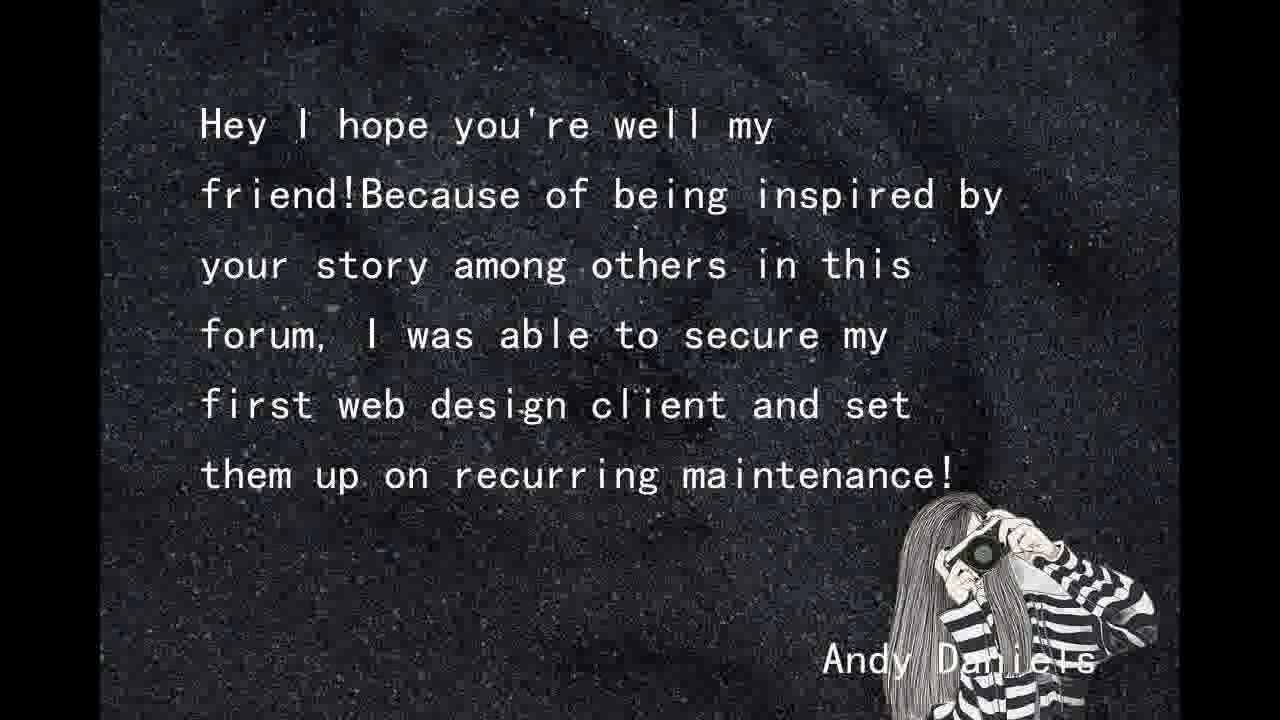 Hey I hope you're well my
friend!Because of being inspired by
your story among others in this
forum, I was able to secure my
first web design client and set
them up on recurring maintenance!
Andy Daniels